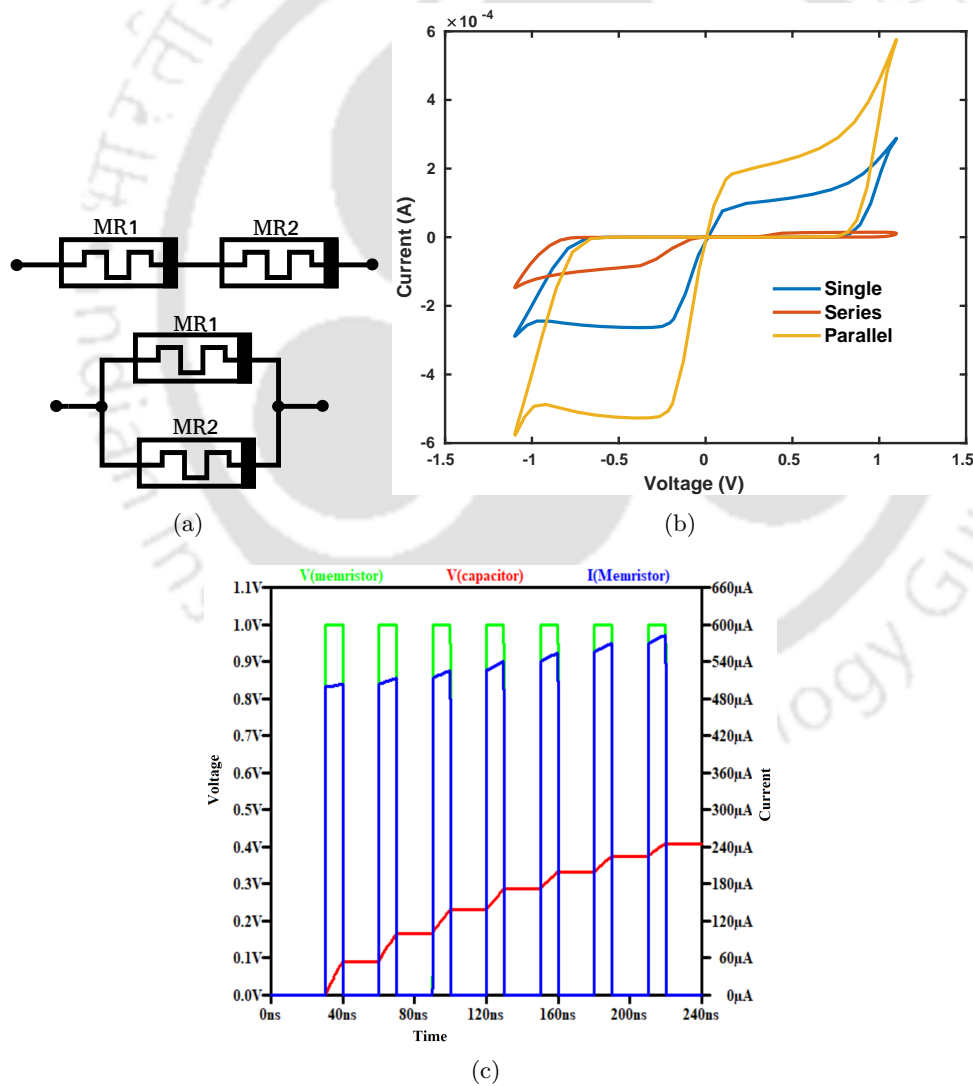 MR1
MR2
MR1
MR2
(a)
×10⁻⁴
6
4
2
0
-2
-4
-6
-1.5
-1
-0.5
0
0.5
1
1.5
Current (A)
Voltage (V)
Single
Series
Parallel
(b)
V(memristor)
V(capacitor)
I(Memristor)
1.1V
1.0V
0.9V
0.8V
0.7V
0.6V
0.5V
0.4V
0.3V
0.2V
0.1V
0.0V
Voltage
660µA
600µA
540µA
480µA
420µA
360µA
300µA
240µA
180µA
120µA
60µA
0µA
Current
0ns
40ns
80ns
120ns
160ns
200ns
240ns
Time
(c)